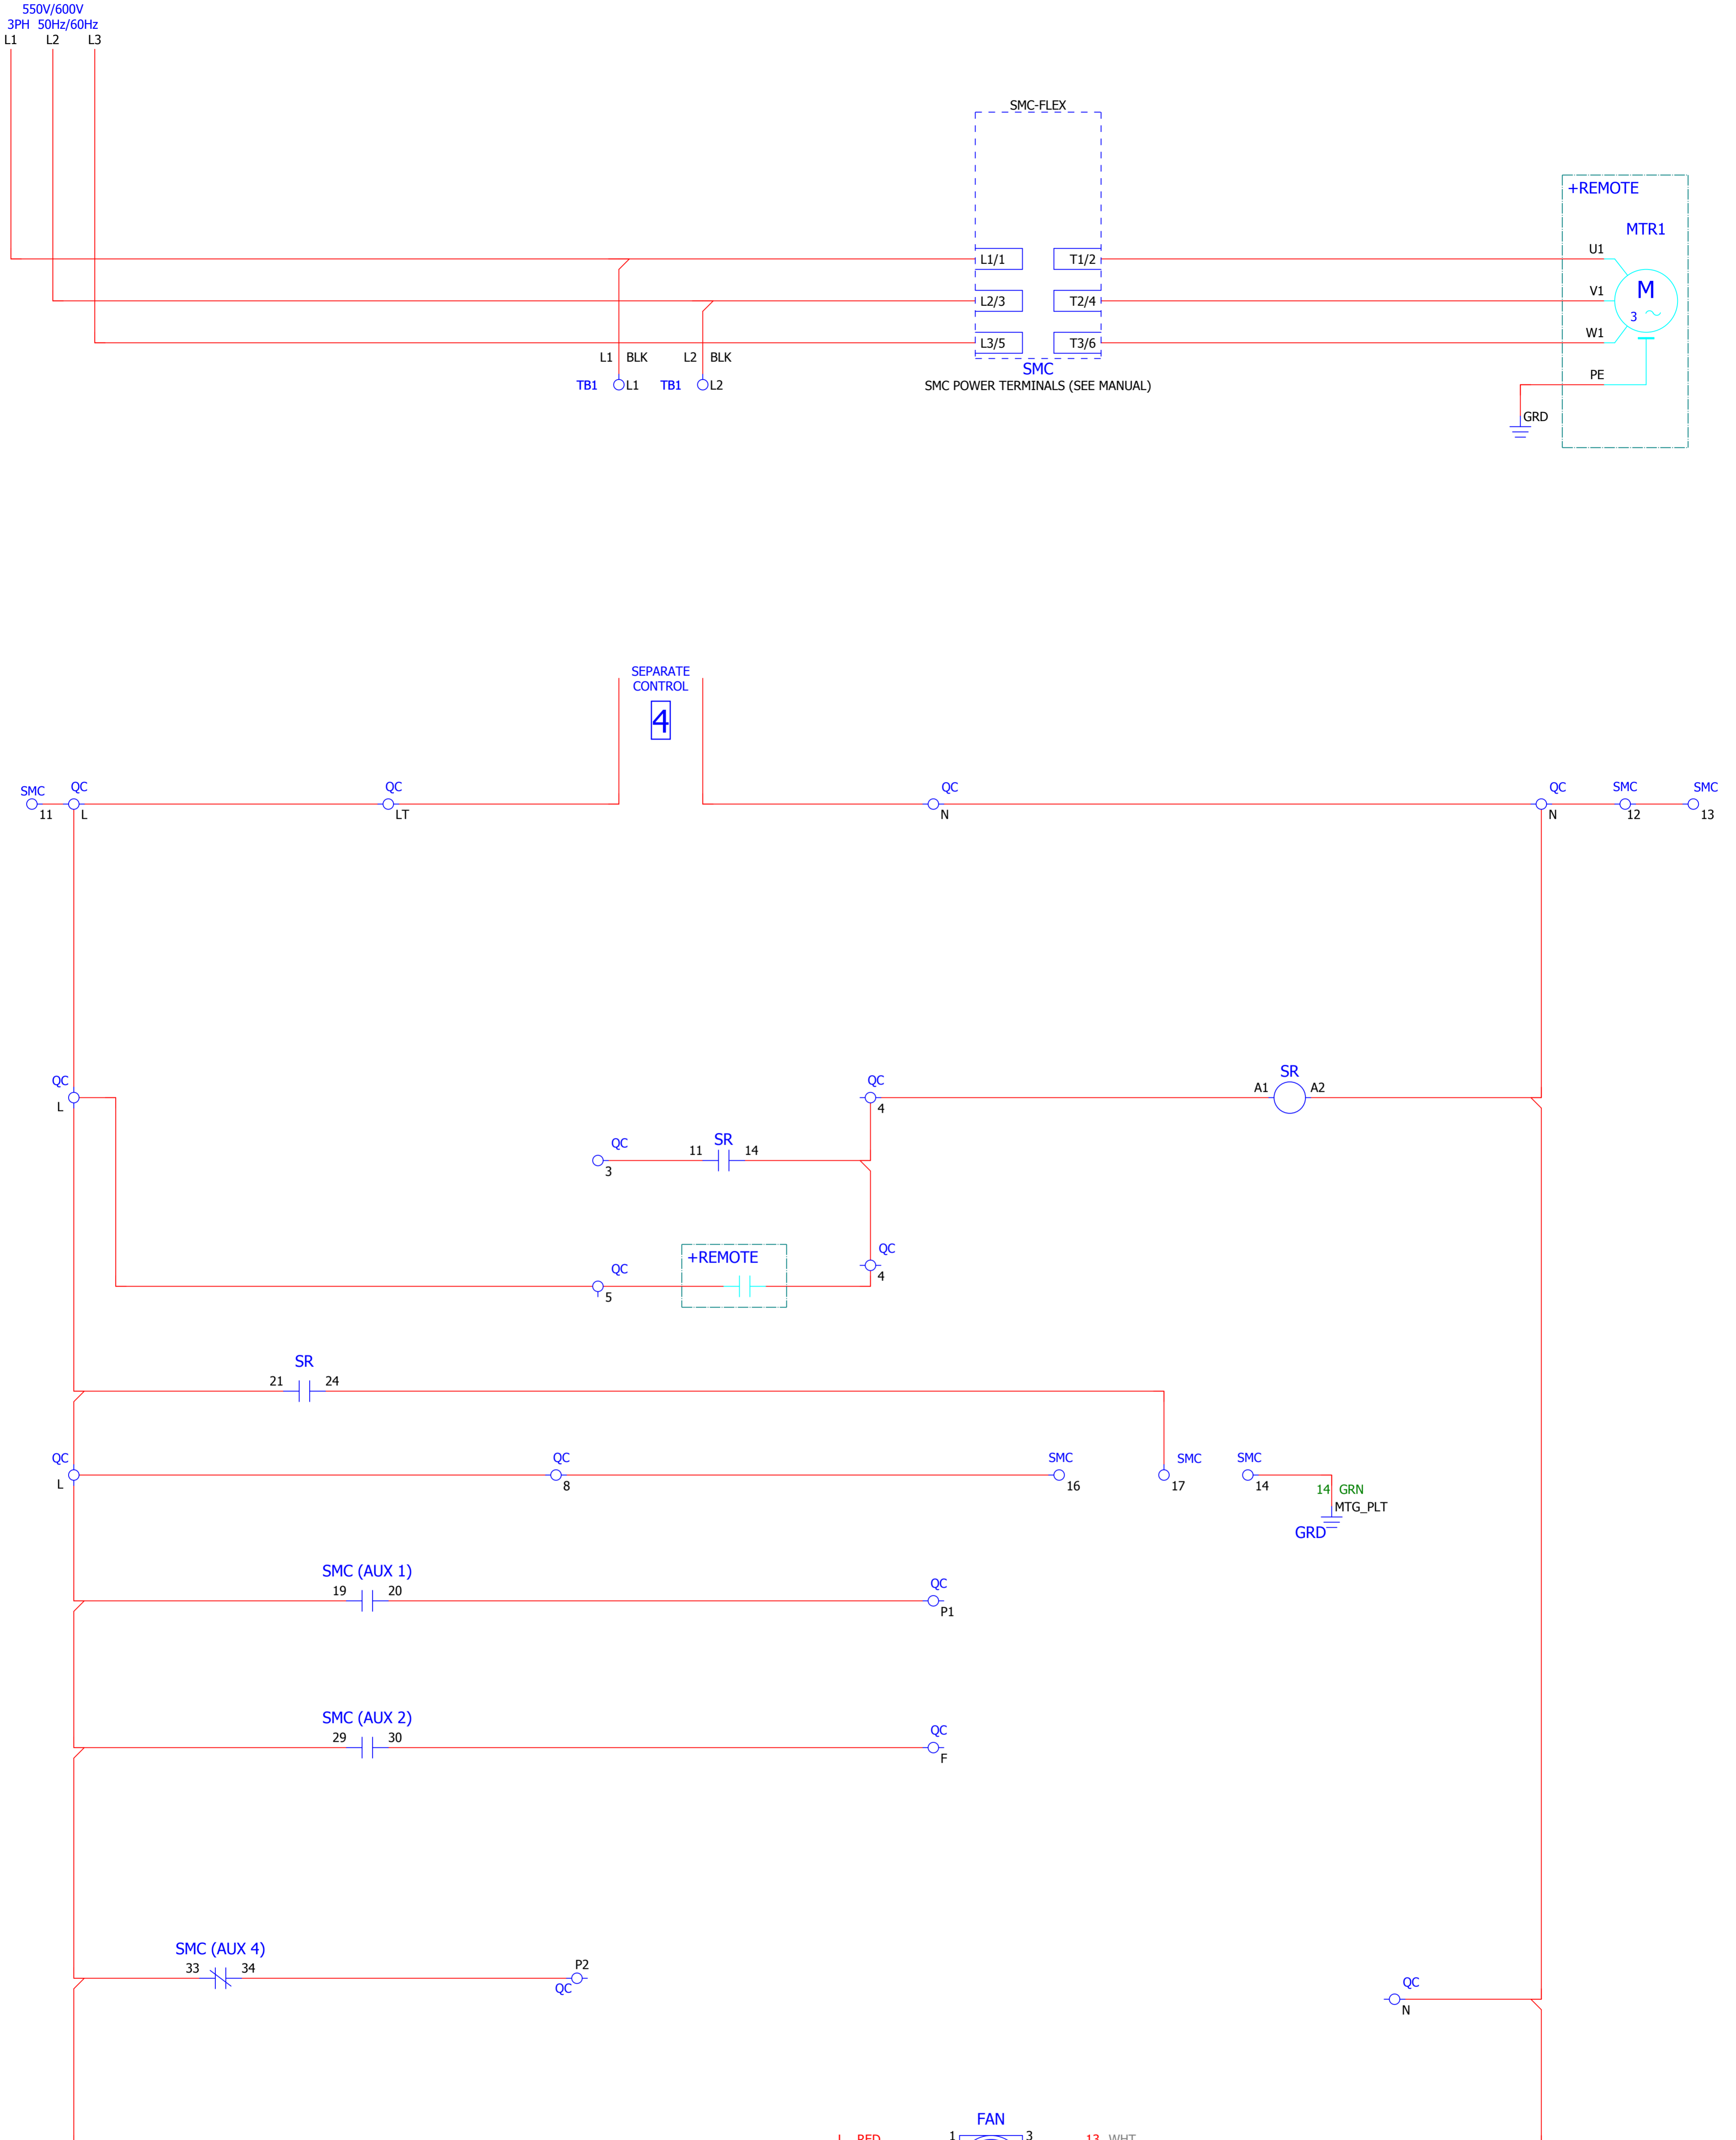 550V/600V
3PH 50Hz/60Hz
L1 L2 L3
SMC-FLEX
+REMOTE
MTR1
L1/1 T1/2 U1
L2/3 T2/4 V1 M
3
L3/5 T3/6 W1
L1 BLK L2 BLK
SMC
PE
TB1 L1 TB1 L2
SMC POWER TERMINALS (SEE MANUAL)
GRD
SEPARATE
CONTROL
4
SMC QC QC QC QC SMC SMC
11 L LT N N 12 13
QC QC SR
A1 A2
L 4
QC 11 SR 14
3
QC
+REMOTE 4
QC
5
SR
21 24
QC QC SMC SMC SMC
L 8 16 17 14
14 GRN
MTG_PLT
GRD
SMC (AUX 1)
19 20 QC
P1
SMC (AUX 2)
29 30 QC
F
SMC (AUX 4)
33 34 P2
QC
QC
N
FAN
L RED 1 3 13 WHT